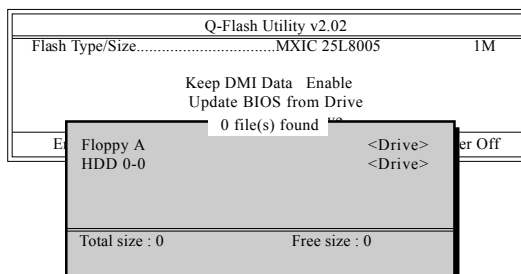 Q-Flash Utility v2.02
Flash Type/Size.................................MXIC 25L8005 1M
Keep DMI Data Enable
Update BIOS from Drive
0 file(s) found
Floppy A <Drive>
HDD 0-0 <Drive>
Total size : 0 Free size : 0